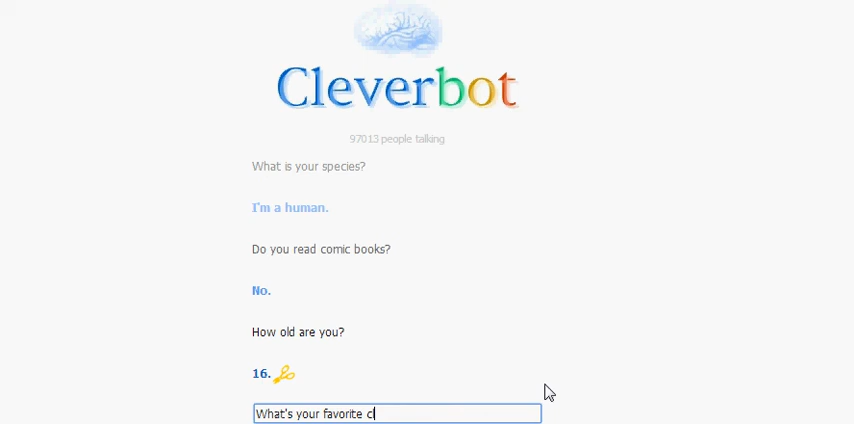 Cleverbot
97013 people talking
What is your species?
I'm a human.
Do you read comic books?
No.
How old are you?
16.
What's your favorite cl